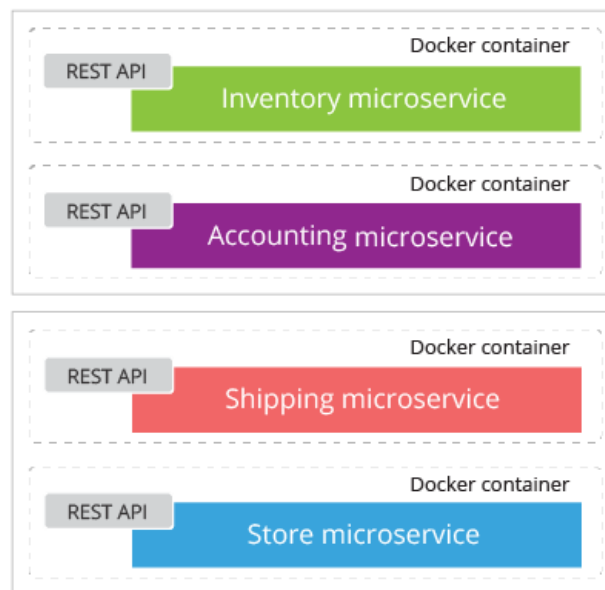 Docker container
REST API
Inventory microservice
Docker container
REST API
Accounting microservice
Docker container
REST API
Shipping microservice
Docker container
REST API
Store microservice